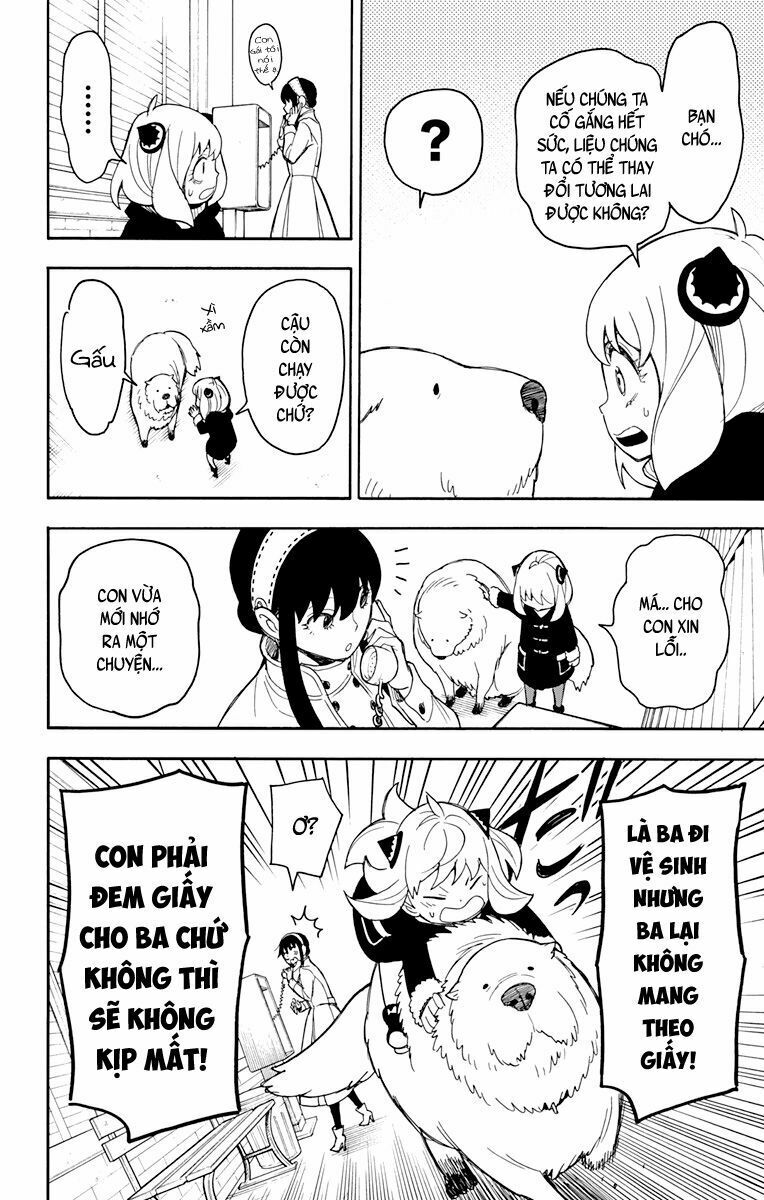 BẠN
CHÓ...
NẾU CHÚNG TA
CỐ GẮNG HẾT
SỨC, LIỆU CHÚNG
TA CÓ THỂ THAY
ĐỔI TƯƠNG LAI
ĐƯỢC KHÔNG?
?
Con
gái tôi
nói
thế ạ
......
CẬU
CÒN
CHẠY
ĐƯỢC
CHỨ?
Xì
xầm
Gấu
MÁ... CHO
CON XIN
LỖI..
CON VỪA
MỚI NHỚ
RA MỘT
CHUYỆN...
LÀ BA ĐI
VỆ SINH
NHƯNG
BA LẠI
KHÔNG
MANG
THEO
GIẤY!
Ơ?
CON PHẢI
ĐEM GIẤY
CHO BA CHỨ
KHÔNG THÌ
SẼ KHÔNG
KỊP MẤT!